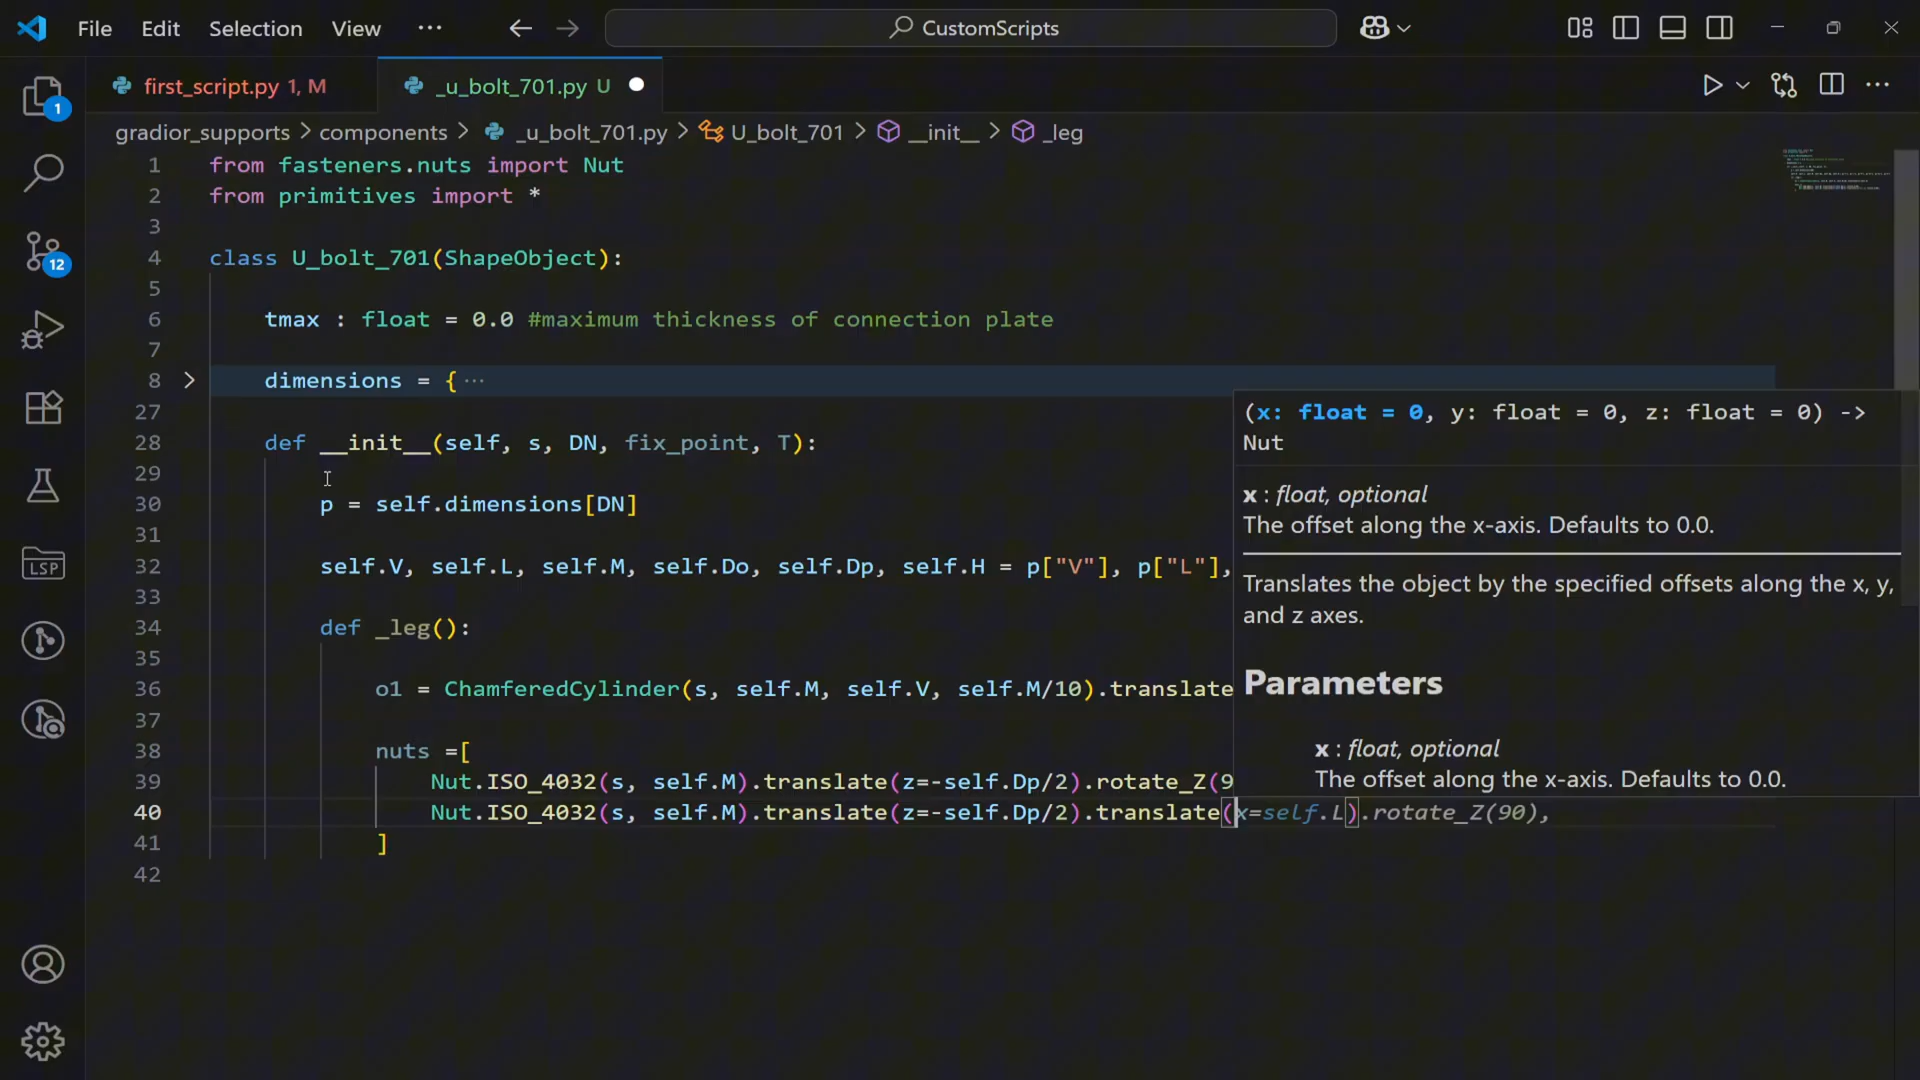 File Edit Selection View ··· CustomScripts
first_script.py 1, M _u_bolt_701.py U
gradior_supports > components > _u_bolt_701.py > U_bolt_701 > __init__ > _leg
1 from fasteners.nuts import Nut
2 from primitives import *
3
4 class U_bolt_701(ShapeObject):
5
6 tmax : float = 0.0 #maximum thickness of connection plate
7
8 dimensions = { ···
27
28 def __init__(self, s, DN, fix_point, T):
29
30 p = self.dimensions[DN]
31
32 self.V, self.L, self.M, self.Do, self.Dp, self.H = p["V"], p["L"],
33
34 def _leg():
35
36 o1 = ChamferedCylinder(s, self.M, self.V, self.M/10).translate
37
38 nuts =[
39 Nut.ISO_4032(s, self.M).translate(z=-self.Dp/2).rotate_Z(9
40 Nut.ISO_4032(s, self.M).translate(z=-self.Dp/2).translate(x=self.L).rotate_Z(90),
41 ]
42
(x: float = 0, y: float = 0, z: float = 0) ->
Nut
x : float, optional
The offset along the x-axis. Defaults to 0.0.
Translates the object by the specified offsets along the x, y,
and z axes.
Parameters
x : float, optional
The offset along the x-axis. Defaults to 0.0.
1
12
LSP